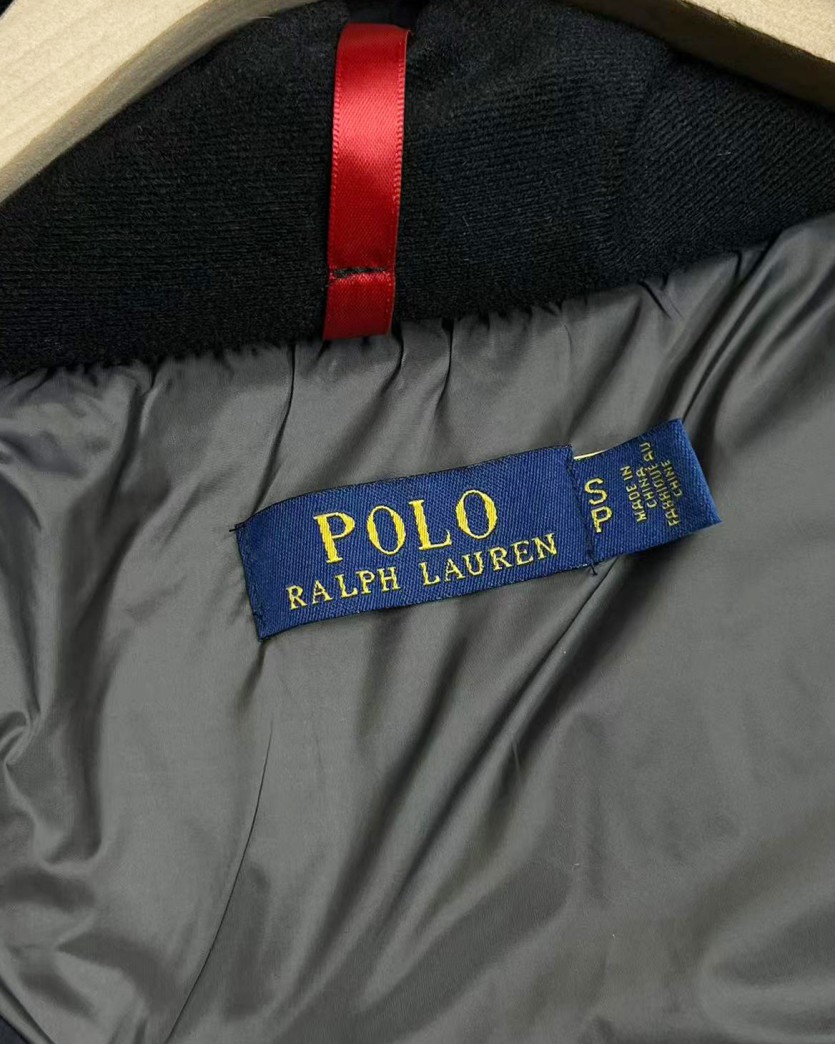 POLO
RALPH LAUREN
S
P
MADE IN
CHINA
FABRIQUÉ AU
CHINE